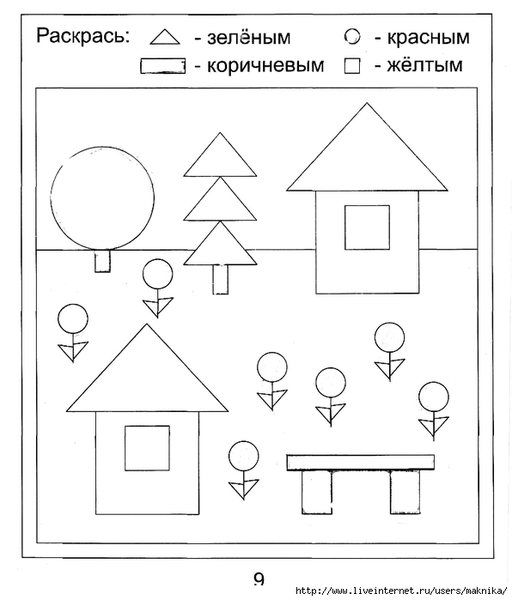 Раскрась: - зелёным - красным
- коричневым - жёлтым
9
http://www.liveinternet.ru/users/maknika/